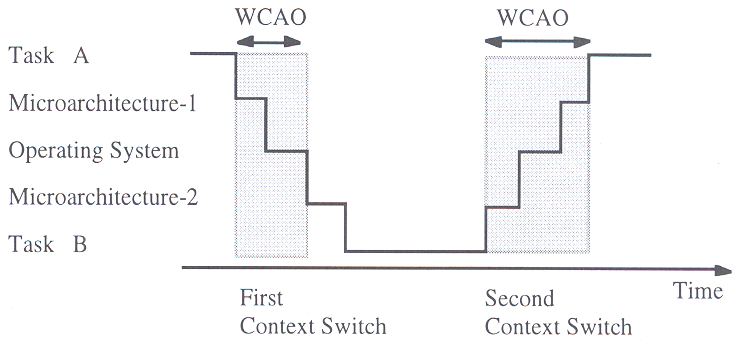 WCAO
WCAO
Task A
Microarchitecture-1
Operating System
Microarchitecture-2
Task B
Time
First
Context Switch
Second
Context Switch